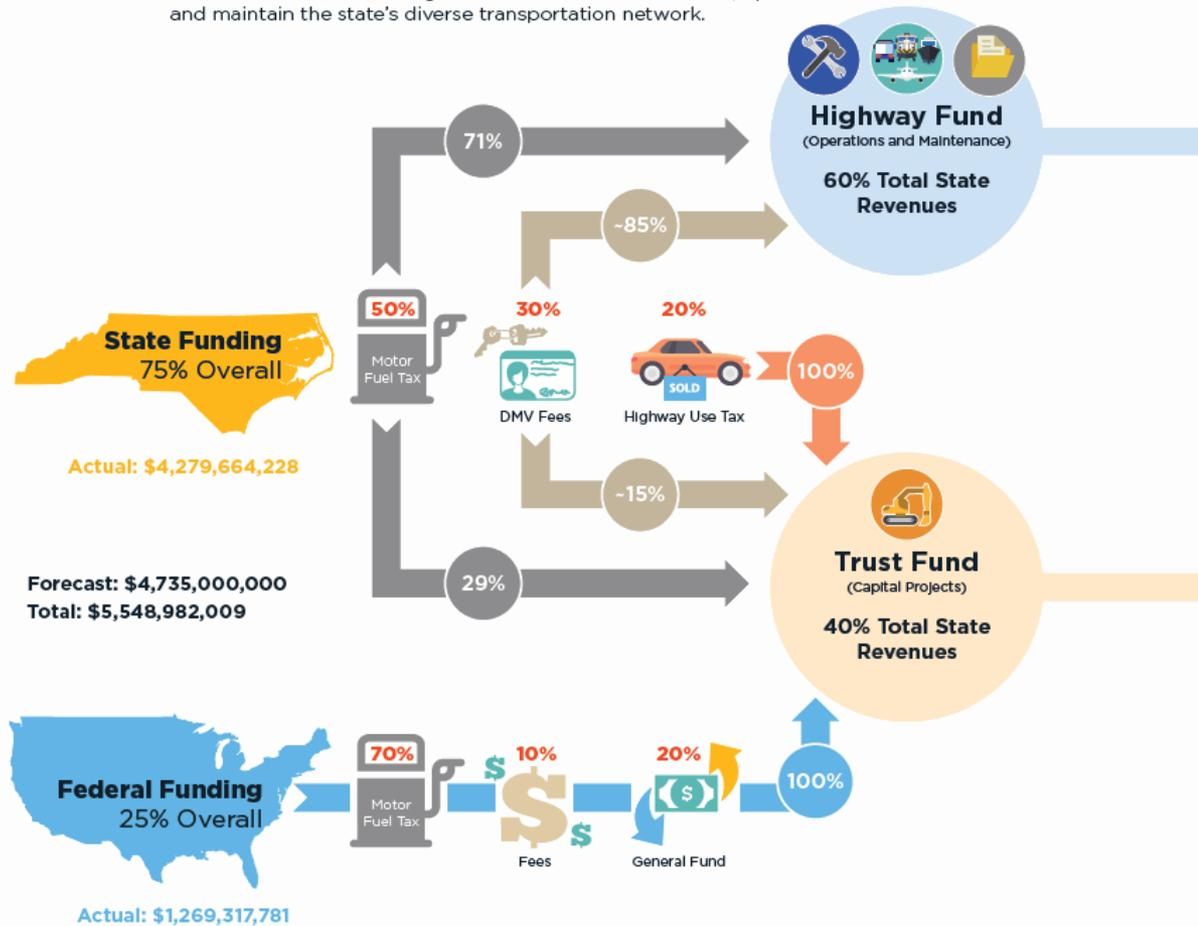 and maintain the state's diverse transportation network.
Highway Fund
(Operations and Maintenance)
60% Total State
Revenues
71%
~85%
State Funding
75% Overall
50%
Motor
Fuel Tax
30%
DMV Fees
20%
SOLD
Highway Use Tax
100%
Actual: $4,279,664,228
~15%
29%
Trust Fund
(Capital Projects)
40% Total State
Revenues
Forecast: $4,735,000,000
Total: $5,548,982,009
Federal Funding
25% Overall
70%
Motor
Fuel Tax
10%
$
$
$
Fees
20%
$
General Fund
100%
Actual: $1,269,317,781